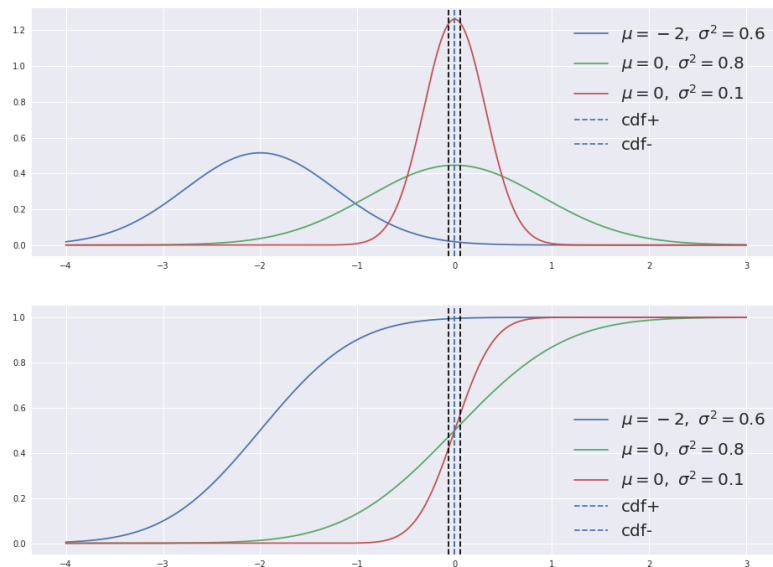 1.2
1.0
0.8
0.6
0.4
0.2
0.0
−4 −3 −2 −1 0 1 2 3
μ = − 2, σ² = 0.6
μ = 0, σ² = 0.8
μ = 0, σ² = 0.1
cdf+
cdf-
1.0
0.8
0.6
0.4
0.2
0.0
−4 −3 −2 −1 0 1 2 3
μ = − 2, σ² = 0.6
μ = 0, σ² = 0.8
μ = 0, σ² = 0.1
cdf+
cdf-